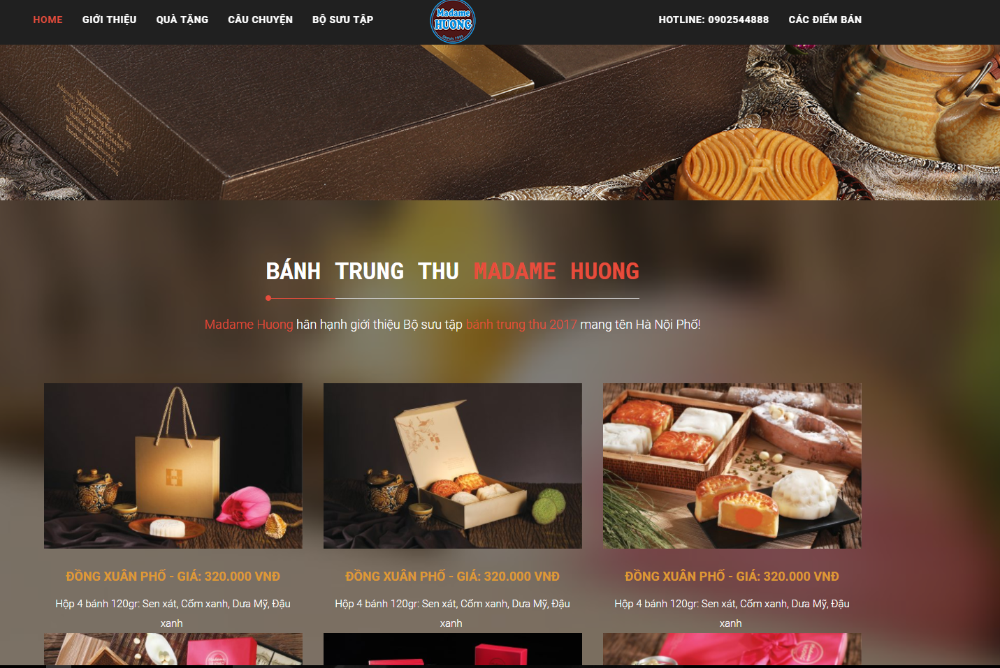 HOME GIỚI THIỆU QUÀ TẶNG CÂU CHUYỆN BỘ SƯU TẬP
Madame
HUONG
HOTLINE: 0902544888 CÁC ĐIỂM BÁN
BÁNH TRUNG THU MADAME HUONG
Madame Huong hân hạnh giới thiệu Bộ sưu tập bánh trung thu 2017 mang tên Hà Nội Phố!
ĐỒNG XUÂN PHỐ - GIÁ: 320.000 VNĐ
Hộp 4 bánh 120gr: Sen xát, Cốm xanh, Dưa Mỹ, Đậu
xanh
ĐỒNG XUÂN PHỐ - GIÁ: 320.000 VNĐ
Hộp 4 bánh 120gr: Sen xát, Cốm xanh, Dưa Mỹ, Đậu
xanh
ĐỒNG XUÂN PHỐ - GIÁ: 320.000 VNĐ
Hộp 4 bánh 120gr: Sen xát, Cốm xanh, Dưa Mỹ, Đậu
xanh
Madame